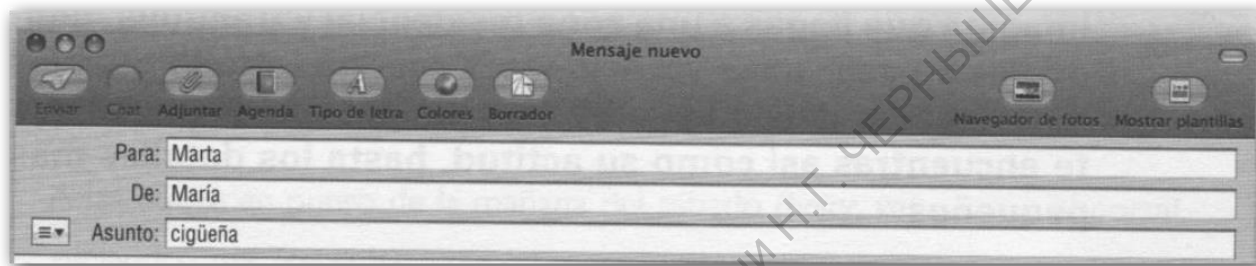 Mensaje nuevo
Enviar Chat Adjuntar Agenda Tipo de letra Colores Borrador Navegador de fotos Mostrar plantillas
Para: Marta
De: María
Asunto: cigüeña
И Н.Г. ЧЕРНЫШЕ